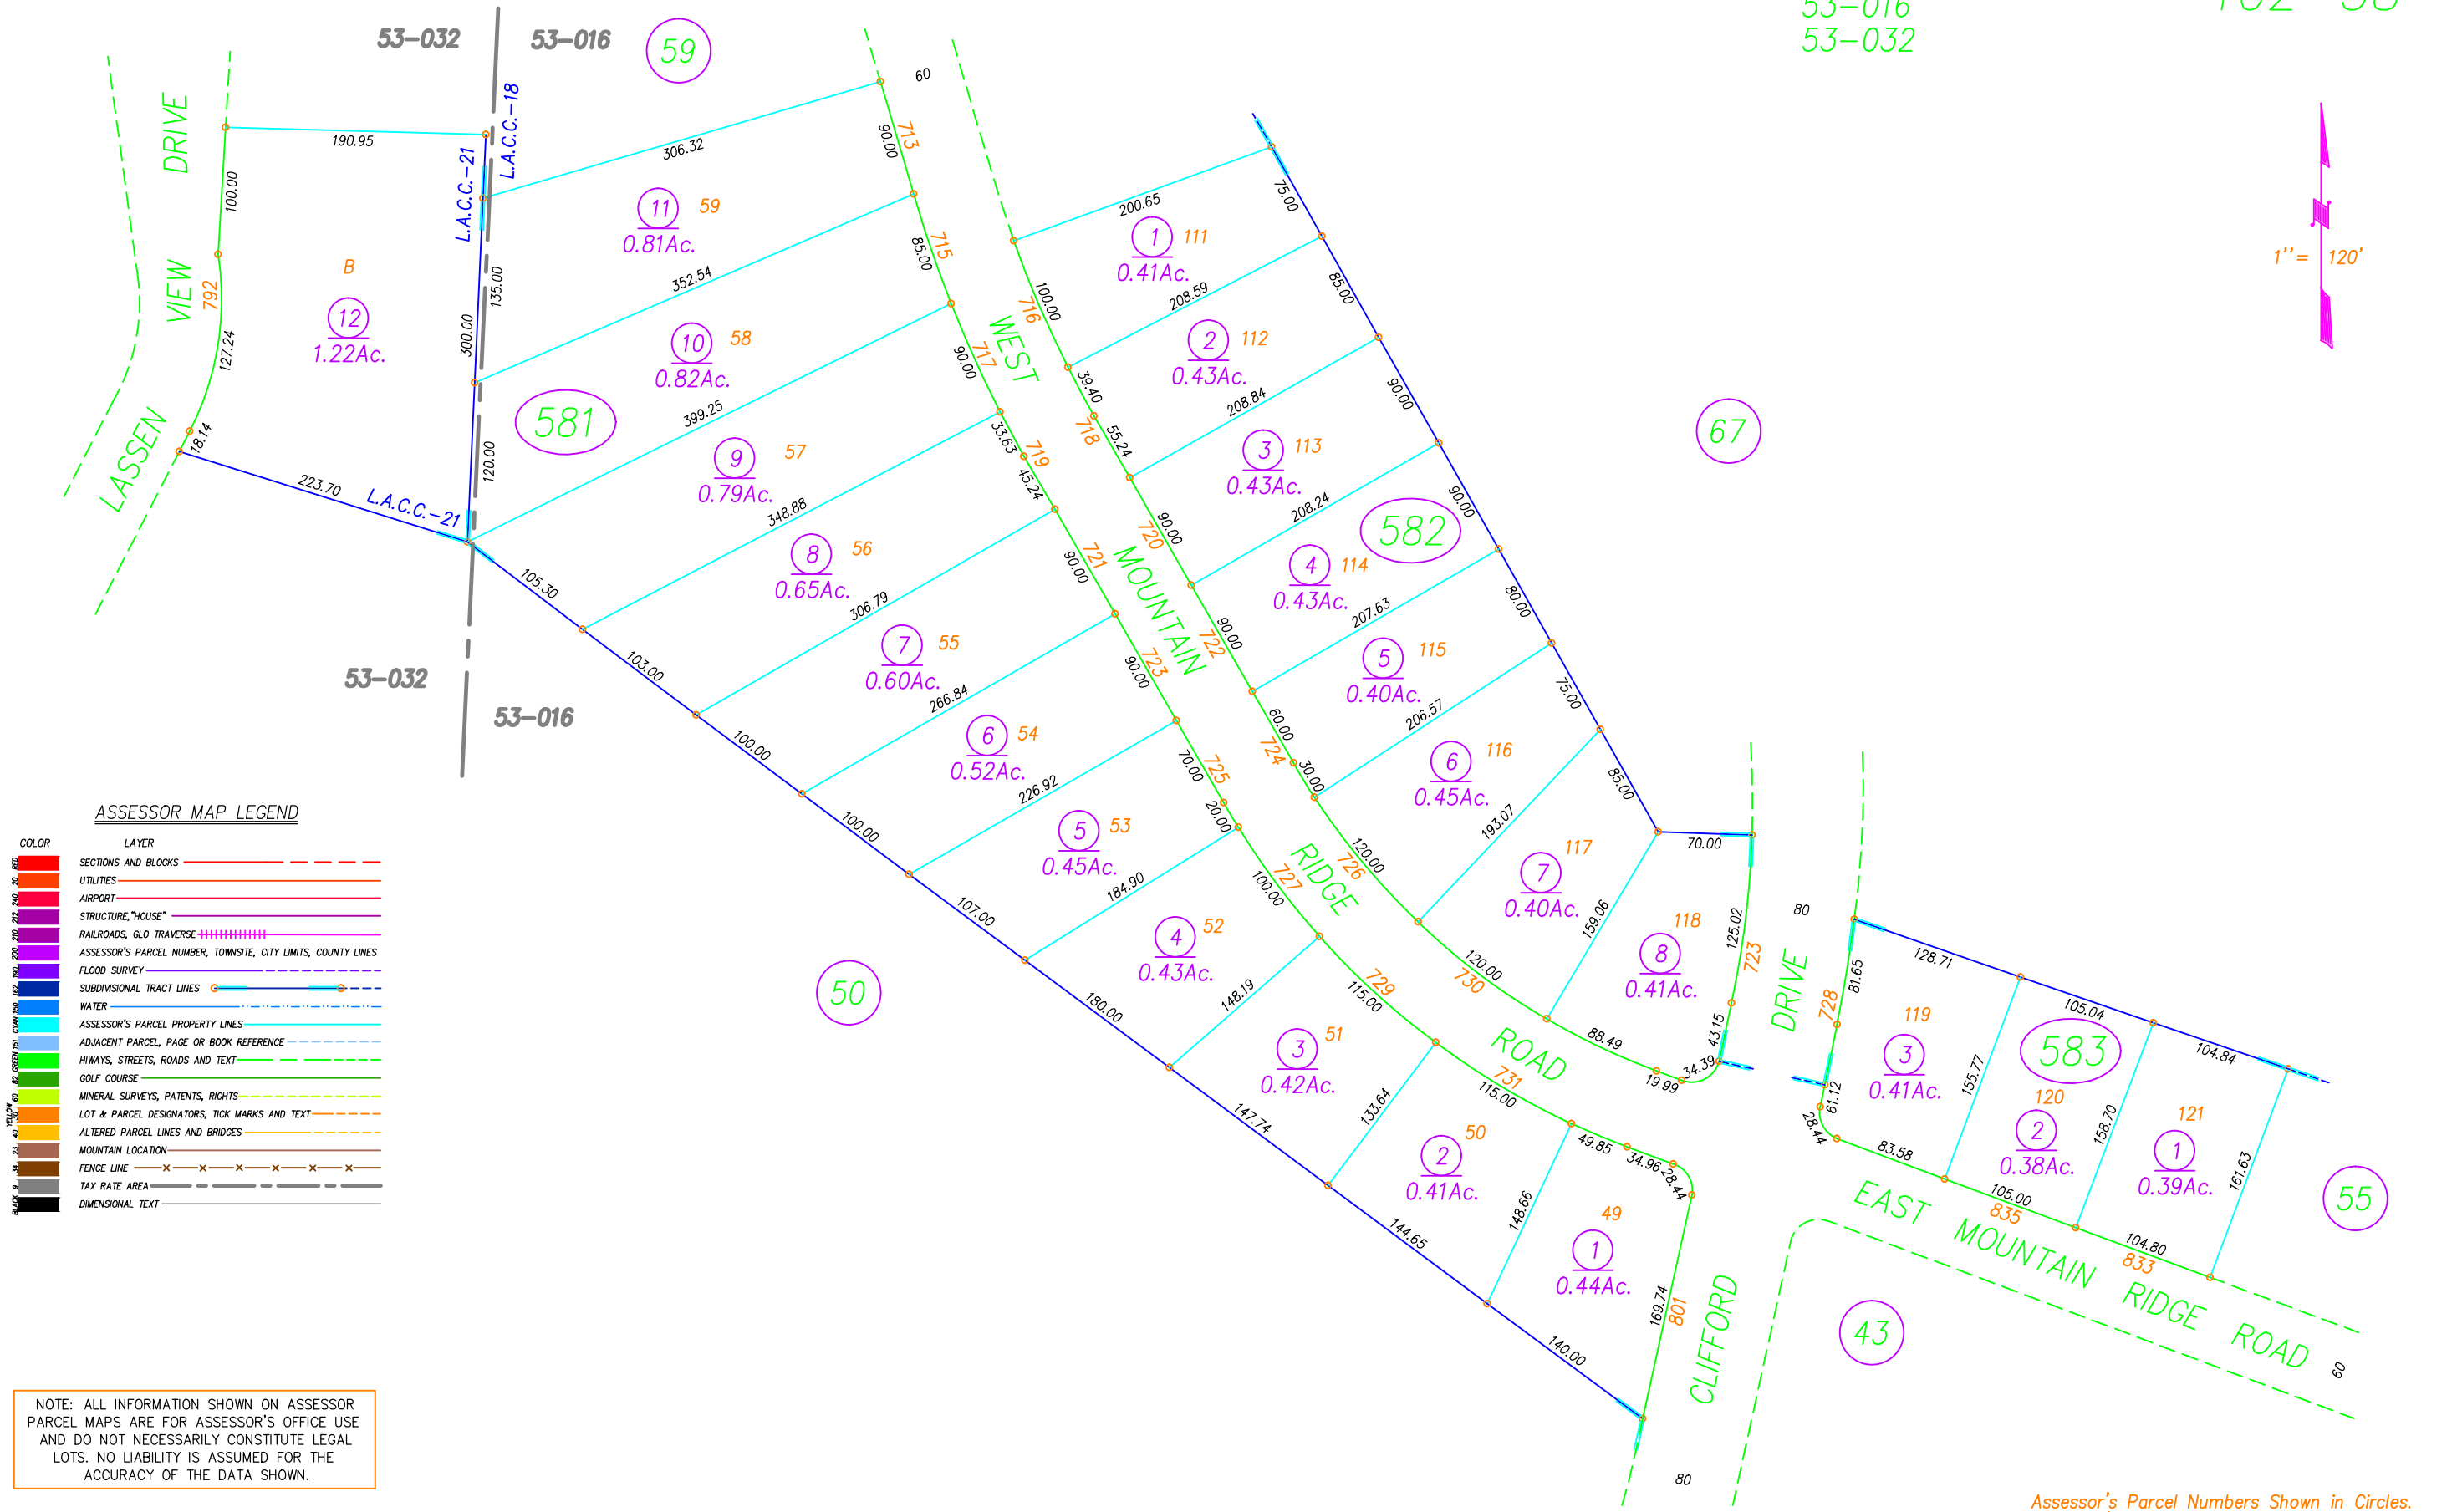 53-016
53-032
53-032
53-016
59
60
1''= 120'
LASSEN VIEW DRIVE
190.95
100.00
792
127.24
18.14
223.70
L.A.C.C.-21
L.A.C.C.-21
L.A.C.C.-18
300.00
135.00
120.00
B
12
1.22Ac.
581
306.32
90.00
713
11
59
0.81Ac.
352.54
85.00
715
10
58
0.82Ac.
399.25
90.00
717
9
57
0.79Ac.
348.88
33.63
719
45.24
8
56
0.65Ac.
306.79
90.00
721
7
55
0.60Ac.
266.84
90.00
723
6
54
0.52Ac.
226.92
70.00
725
20.00
5
53
0.45Ac.
184.90
100.00
727
4
52
0.43Ac.
148.19
115.00
729
3
51
0.42Ac.
133.64
115.00
731
2
50
0.41Ac.
148.66
49.85
34.96
28.44
49
1
0.44Ac.
169.74
801
105.30
103.00
100.00
100.00
107.00
180.00
147.74
144.65
140.00
53-032
53-016
50
WEST MOUNTAIN RIDGE ROAD
200.65
75.00
1
111
0.41Ac.
100.00
716
208.59
85.00
2
112
0.43Ac.
39.40
718
55.24
208.84
90.00
3
113
0.43Ac.
90.00
720
208.24
90.00
582
4
114
0.43Ac.
90.00
722
207.63
80.00
5
115
0.40Ac.
60.00
724
30.00
206.57
75.00
6
116
0.45Ac.
120.00
726
193.07
85.00
117
7
0.40Ac.
120.00
730
159.06
70.00
118
8
0.41Ac.
125.02
723
43.15
88.49
19.99
34.39
67
80
CLIFFORD DRIVE
80
128.71
81.65
728
61.12
28.44
119
3
0.41Ac.
83.58
155.77
105.04
583
120
2
0.38Ac.
105.00
835
158.70
104.84
121
1
0.39Ac.
104.80
833
161.63
55
43
EAST MOUNTAIN RIDGE ROAD
60
ASSESSOR MAP LEGEND
COLOR LAYER
RED SECTIONS AND BLOCKS
20 UTILITIES
240 AIRPORT
212 STRUCTURE,"HOUSE"
210 RAILROADS, GLO TRAVERSE
200 ASSESSOR'S PARCEL NUMBER, TOWNSITE, CITY LIMITS, COUNTY LINES
190 FLOOD SURVEY
162 SUBDIVISIONAL TRACT LINES
150 WATER
CYAN ASSESSOR'S PARCEL PROPERTY LINES
151 ADJACENT PARCEL, PAGE OR BOOK REFERENCE
GREEN HIWAYS, STREETS, ROADS AND TEXT
82 GOLF COURSE
60 MINERAL SURVEYS, PATENTS, RIGHTS
YELLOW
30 LOT & PARCEL DESIGNATORS, TICK MARKS AND TEXT
40 ALTERED PARCEL LINES AND BRIDGES
23 MOUNTAIN LOCATION
34 FENCE LINE
9 TAX RATE AREA
BLACK DIMENSIONAL TEXT
NOTE: ALL INFORMATION SHOWN ON ASSESSOR
PARCEL MAPS ARE FOR ASSESSOR'S OFFICE USE
AND DO NOT NECESSARILY CONSTITUTE LEGAL
LOTS. NO LIABILITY IS ASSUMED FOR THE
ACCURACY OF THE DATA SHOWN.
Assessor's Parcel Numbers Shown in Circles.